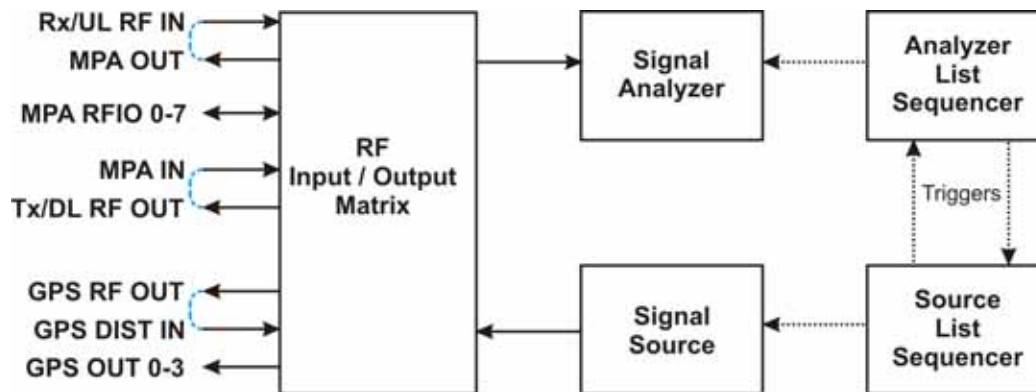 Rx/UL RF IN
MPA OUT
MPA RFIO 0-7
MPA IN
Tx/DL RF OUT
GPS RF OUT
GPS DIST IN
GPS OUT 0-3
RF
Input / Output
Matrix
Signal
Analyzer
Analyzer
List
Sequencer
Triggers
Signal
Source
Source
List
Sequencer